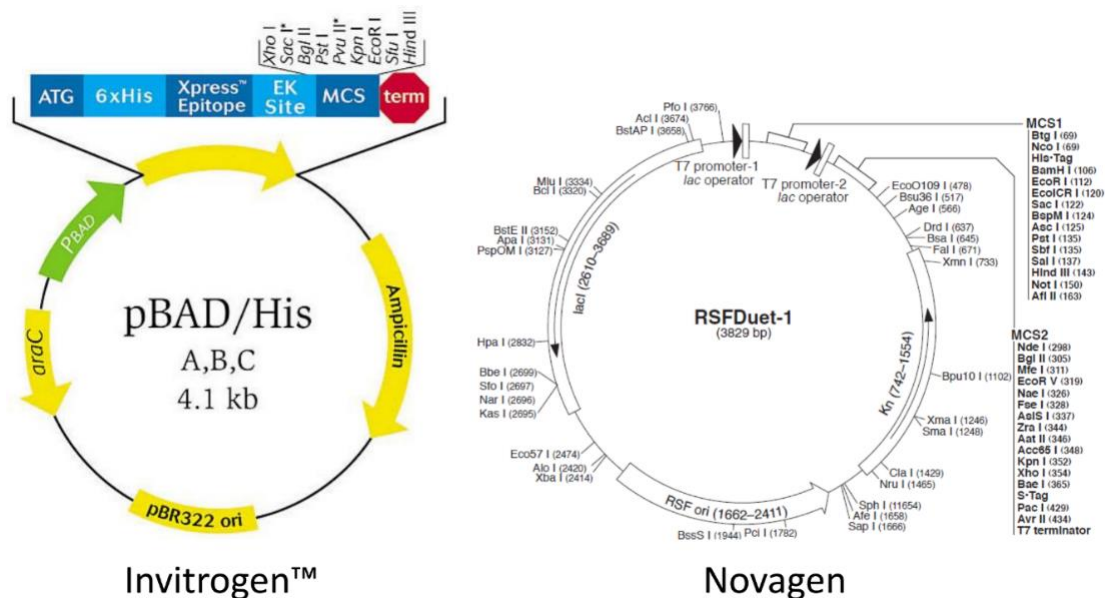 Xho I
Sac I*
Bgl II
Pst I
Pvu II*
Kpn I
EcoR I
Sfu I
Hind III
ATG
6xHis
Xpress™
Epitope
EK
Site
MCS
term
PBAD
araC
Ampicillin
pBR322 ori
pBAD/His
A,B,C
4.1 kb
Invitrogen™
Pfo I (3766)
Acl I (3674)
BstAP I (3658)
T7 promoter-1
lac operator
T7 promoter-2
lac operator
Mlu I (3334)
Bcl I (3320)
BstE II (3152)
Apa I (3131)
PspOM I (3127)
lacI (2610–3689)
Hpa I (2832)
Bbe I (2699)
Sfo I (2697)
Nar I (2696)
Kas I (2695)
Eco57 I (2474)
Alo I (2420)
Xba I (2414)
RSF ori (1662–2411)
BssS I (1944)
Pci I (1782)
RSFDuet-1
(3829 bp)
EcoO109 I (478)
Bsu36 I (517)
Age I (566)
Drd I (637)
Bsa I (645)
Fal I (671)
Xmn I (733)
Kn (742–1554)
Bpu10 I (1102)
Xma I (1246)
Sma I (1248)
Cla I (1429)
Nru I (1465)
Sph I (11654)
Afe I (1658)
Sap I (1666)
MCS1
Btg I (69)
Nco I (69)
His•Tag
BamH I (106)
EcoR I (112)
EcoICR I (120)
Sac I (122)
BspM I (124)
Asc I (125)
Pst I (135)
Sbf I (135)
Sal I (137)
Hind III (143)
Not I (150)
Afl II (163)
MCS2
Nde I (298)
Bgl II (305)
Mfe I (311)
EcoR V (319)
Nae I (326)
Fse I (328)
AsiS I (337)
Zra I (344)
Aat II (346)
Acc65 I (348)
Kpn I (352)
Xho I (354)
Bae I (365)
S•Tag
Pac I (429)
Avr II (434)
T7 terminator
Novagen